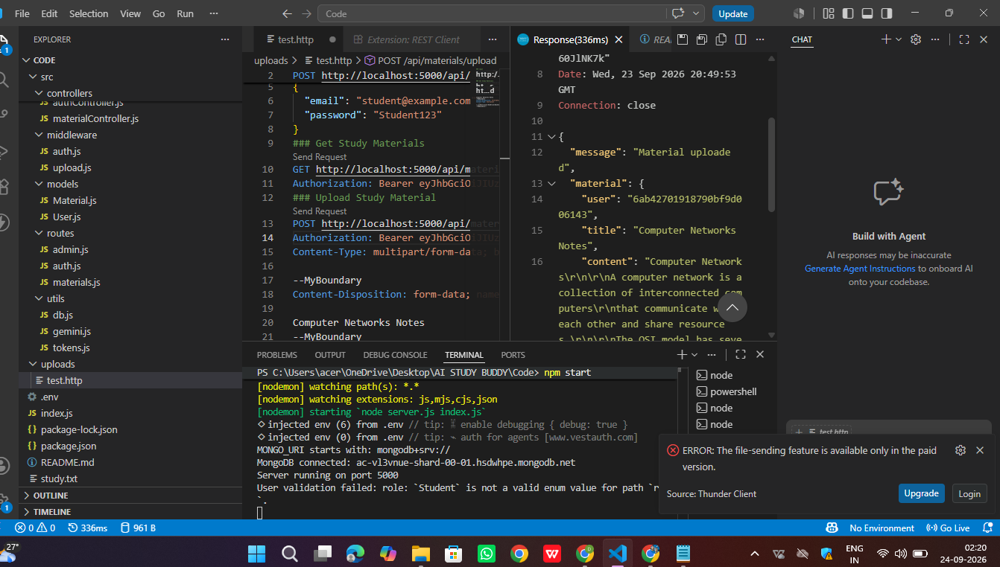 File Edit Selection View Go Run ···
Code
Update
EXPLORER
CODE
src
controllers
authController.js
JS materialController.js
middleware
JS auth.js
JS upload.js
models
JS Material.js
JS User.js
routes
JS admin.js
JS auth.js
JS materials.js
utils
JS db.js
JS gemini.js
JS tokens.js
uploads
test.http
.env
JS index.js
{} package-lock.json
{} package.json
README.md
study.txt
OUTLINE
TIMELINE
test.http
Extension: REST Client
uploads > test.http > POST /api/materials/upload
2 POST http://localhost:5000/api/
5 {
6 "email": "student@example.com
7 "password": "Student123"
8 }
9 ### Get Study Materials
Send Request
10 GET http://localhost:5000/api/materi
11 Authorization: Bearer eyJhbGciOiJIUz
12 ### Upload Study Material
Send Request
13 POST http://localhost:5000/api/mater
14 Authorization: Bearer eyJhbGciOiJIUz
15 Content-Type: multipart/form-data; b
16
17 --MyBoundary
18 Content-Disposition: form-data; name
19
20 Computer Networks Notes
21 --MyBoundary
Response(336ms)
REA
60JlNK7k"
8 Date: Wed, 23 Sep 2026 20:49:53
GMT
9 Connection: close
10
11 {
12 "message": "Material uploade
d",
13 "material": {
14 "user": "6ab42701918790bf9d0
06143",
15 "title": "Computer Networks
Notes",
16 "content": "Computer Network
s\r\n\r\nA computer network is a
collection of interconnected com
puters\r\nthat communicate w
each other and share resource
s.\r\n\r\nThe OSI model has seve
CHAT
Build with Agent
AI responses may be inaccurate
Generate Agent Instructions to onboard AI
onto your codebase.
test.http
PROBLEMS OUTPUT DEBUG CONSOLE TERMINAL PORTS
PS C:\Users\acer\OneDrive\Desktop\AI STUDY BUDDY\Code> npm start
[nodemon] watching path(s): *.*
[nodemon] watching extensions: js,mjs,cjs,json
[nodemon] starting `node server.js index.js`
injected env (6) from .env // tip: enable debugging { debug: true }
injected env (0) from .env // tip: auth for agents [www.vestauth.com]
MONGO_URI starts with: mongodb+srv://
MongoDB connected: ac-vl3vnue-shard-00-01.hsdwhpe.mongodb.net
Server running on port 5000
User validation failed: role: `Student` is not a valid enum value for path `r
`.
node
powershell
node
node
ERROR: The file-sending feature is available only in the paid
version.
Source: Thunder Client
Upgrade
Login
0 0 336ms 961 B
No Environment Go Live
27°
ENG
IN
02:20
24-09-2026